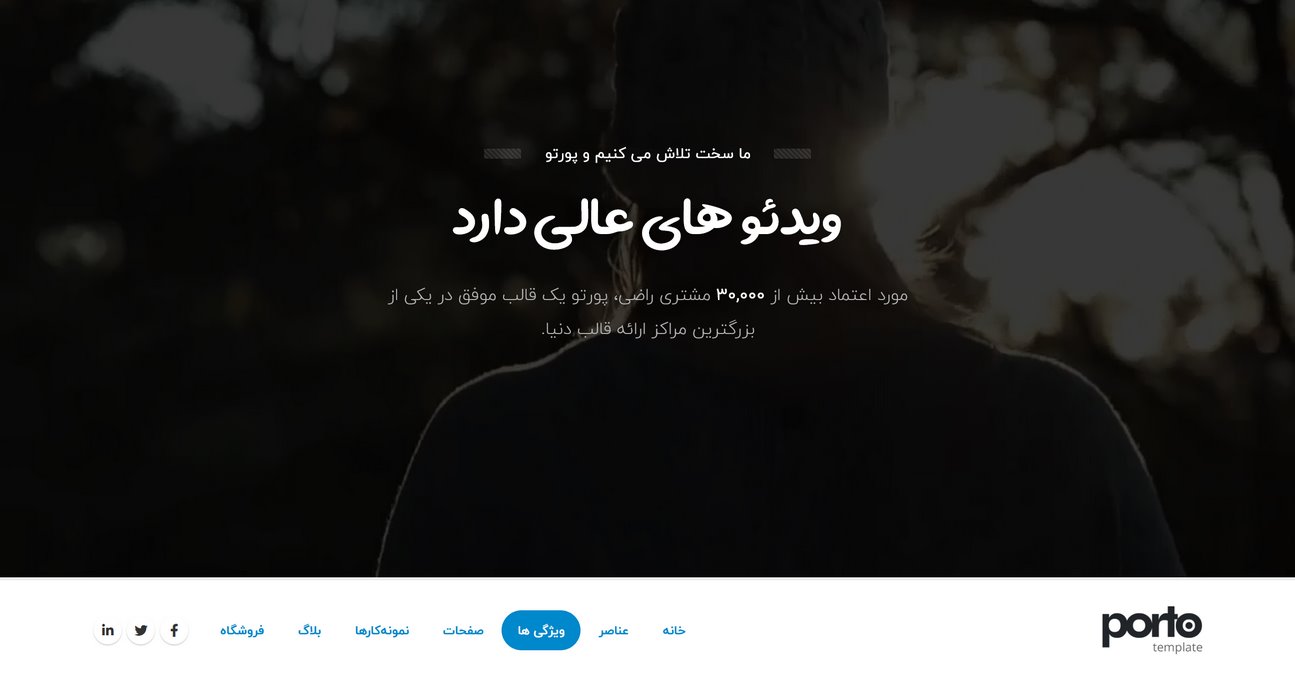 ما سخت تلاش می کنیم و پورتو
ویدئو های عالی دارد
مورد اعتماد بیش از ۳۰,۰۰۰ مشتری راضی، پورتو یک قالب موفق در یکی از
بزرگترین مراکز ارائه قالب دنیا.
porto
template
خانه
عناصر
ویژگی ها
صفحات
نمونه‌کارها
بلاگ
فروشگاه